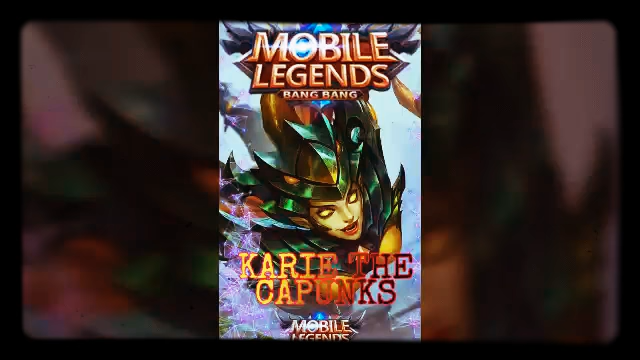 MOBILE
LEGENDS
BANG BANG
KARIE THE
CAPUNKS
MOBILE
LEGENDS